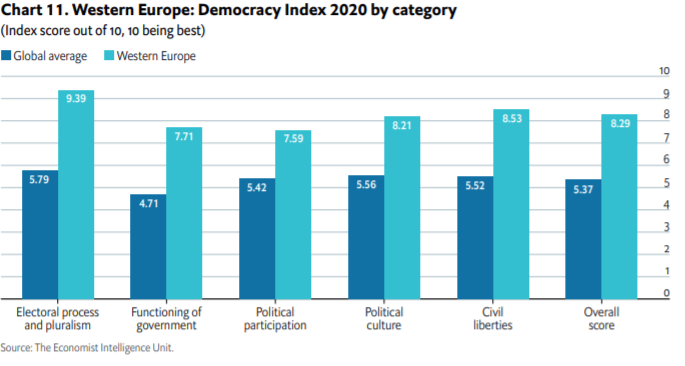 Chart 11. Western Europe: Democracy Index 2020 by category
(Index score out of 10, 10 being best)
Global average Western Europe
10
9
8
7
6
5
4
3
2
1
0
5.79
9.39
4.71
7.71
5.42
7.59
5.56
8.21
5.52
8.53
5.37
8.29
Electoral process
and pluralism
Functioning of
government
Political
participation
Political
culture
Civil
liberties
Overall
score
Source: The Economist Intelligence Unit.